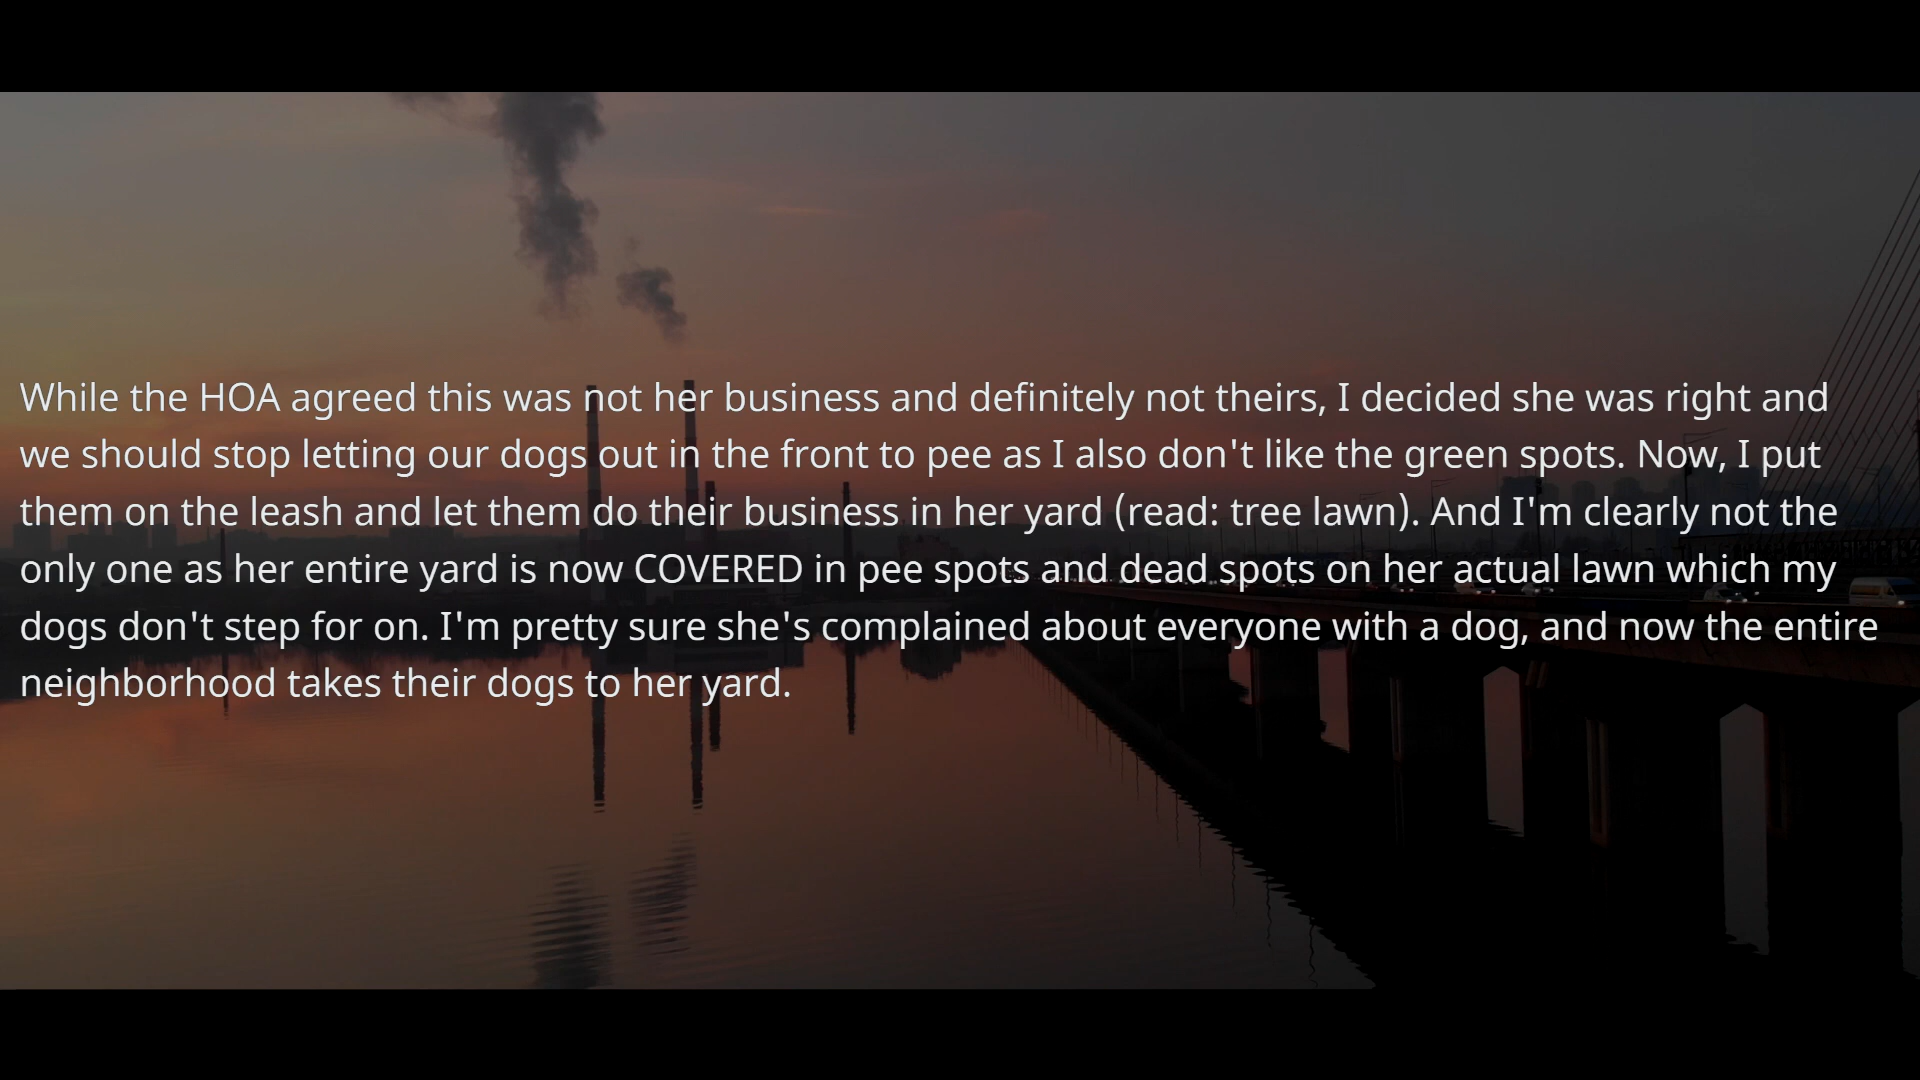 While the HOA agreed this was not her business and definitely not theirs, I decided she was right and
we should stop letting our dogs out in the front to pee as I also don't like the green spots. Now, I put
them on the leash and let them do their business in her yard (read: tree lawn). And I'm clearly not the
only one as her entire yard is now COVERED in pee spots and dead spots on her actual lawn which my
dogs don't step for on. I'm pretty sure she's complained about everyone with a dog, and now the entire
neighborhood takes their dogs to her yard.